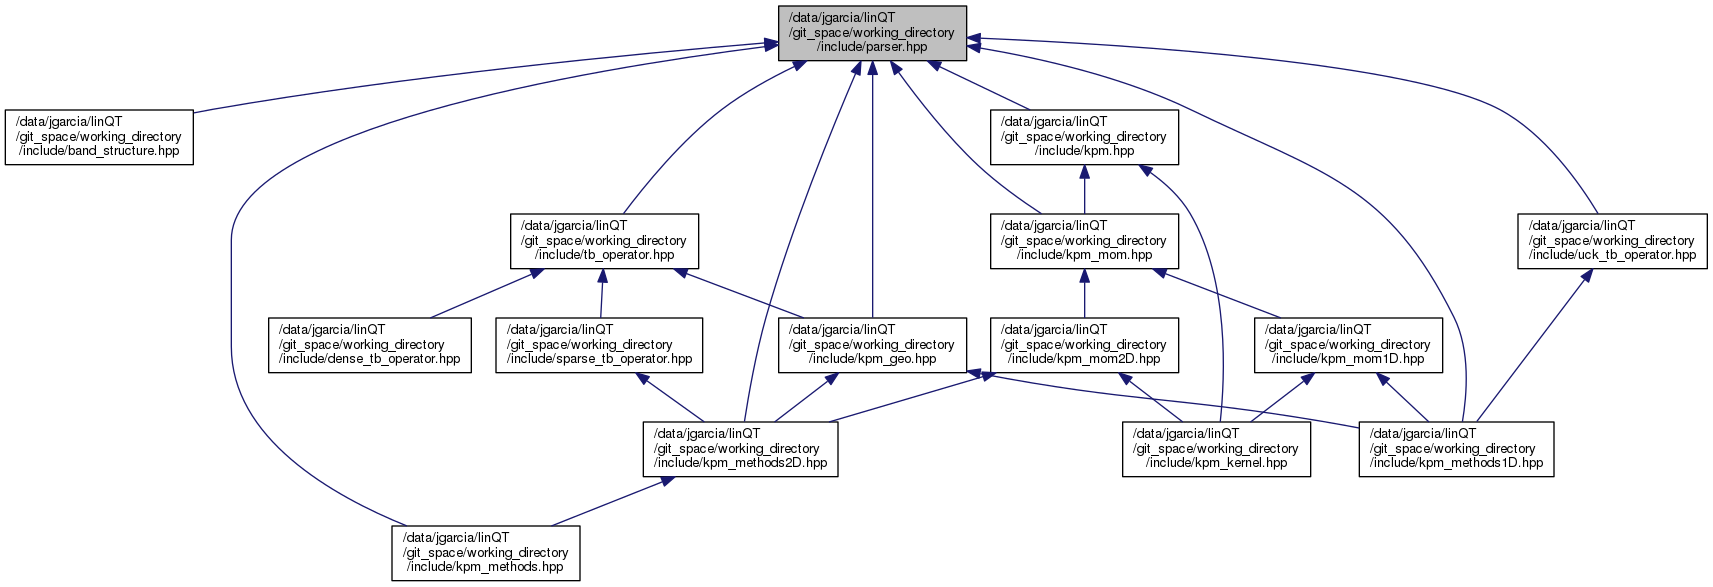 /data/jgarcia/linQT
/git_space/working_directory
/include/parser.hpp
/data/jgarcia/linQT
/git_space/working_directory
/include/band_structure.hpp
/data/jgarcia/linQT
/git_space/working_directory
/include/kpm.hpp
/data/jgarcia/linQT
/git_space/working_directory
/include/tb_operator.hpp
/data/jgarcia/linQT
/git_space/working_directory
/include/kpm_mom.hpp
/data/jgarcia/linQT
/git_space/working_directory
/include/uck_tb_operator.hpp
/data/jgarcia/linQT
/git_space/working_directory
/include/dense_tb_operator.hpp
/data/jgarcia/linQT
/git_space/working_directory
/include/sparse_tb_operator.hpp
/data/jgarcia/linQT
/git_space/working_directory
/include/kpm_geo.hpp
/data/jgarcia/linQT
/git_space/working_directory
/include/kpm_mom2D.hpp
/data/jgarcia/linQT
/git_space/working_directory
/include/kpm_mom1D.hpp
/data/jgarcia/linQT
/git_space/working_directory
/include/kpm_methods2D.hpp
/data/jgarcia/linQT
/git_space/working_directory
/include/kpm_kernel.hpp
/data/jgarcia/linQT
/git_space/working_directory
/include/kpm_methods1D.hpp
/data/jgarcia/linQT
/git_space/working_directory
/include/kpm_methods.hpp